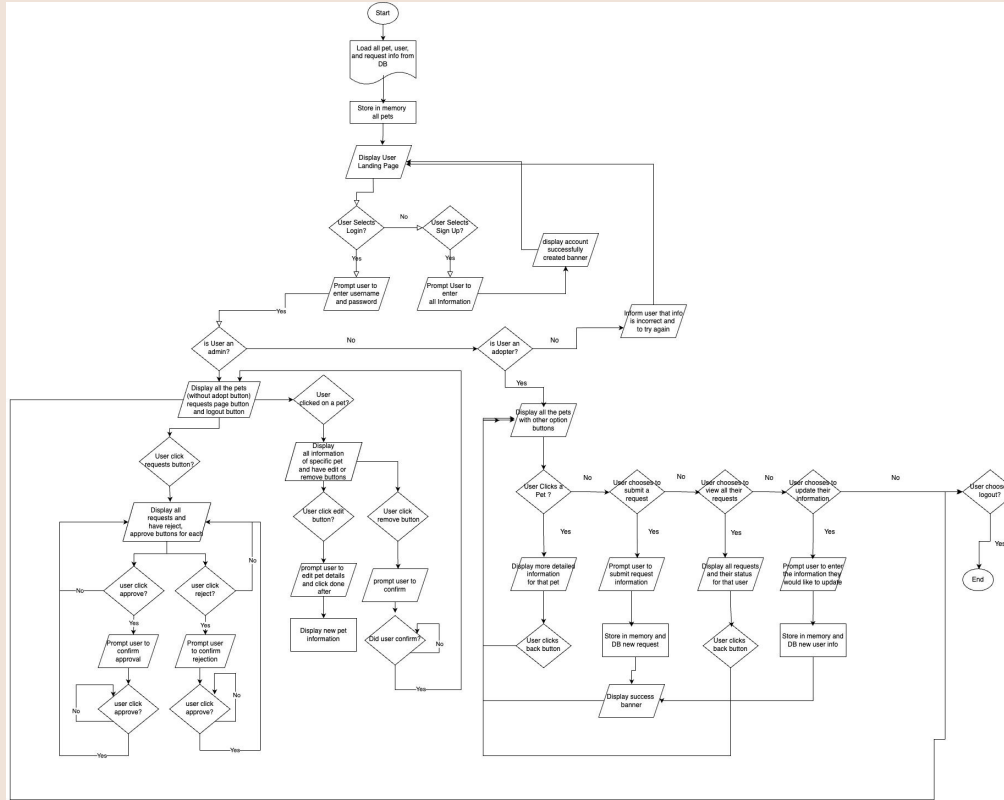 Start
Load all pet, user,
and request info from
DB
Store in memory
all pets
Display User
Landing Page
User Selects
Login?
No
User Selects
Sign Up?
display account
successfully
created banner
Yes
Yes
Prompt user to
enter username
and password
Prompt User to
enter
all Information
Yes
Inform user that info
is incorrect and
to try again
is User an
admin?
No
is User an
adopter?
No
Yes
Display all the pets
(without adopt button)
requests page button
and logout button
User
clicked on a pet?
Display all the pets
with other option
buttons
User click
requests button?
Display
all information
of specific pet
and have edit or
remove buttons
User Clicks a
Pet ?
No
User chooses to
submit a
request
No
User chooses to
view all their
requests
No
User chooses to
update their
information
No
User choose
logout?
Display all
requests and
have reject,
approve buttons for each
User click edit
button?
User click
remove button
Yes
Yes
Yes
Yes
Yes
No
user click
approve?
user click
reject?
No
prompt user to
edit pet details
and click done
after
prompt user to
confirm
Display more detailed
information
for that pet
Prompt user to
submit request
information
Display all requests
and their status
for that user
Prompt user to enter
the information they
would like to update
End
Yes
Yes
Display new pet
information
Did user confirm?
No
Prompt user to
confirm
approval
Prompt user
to confirm
rejection
User clicks
back button
Store in memory and
DB new request
User clicks
back button
Store in memory and
DB new user info
Yes
No
user click
approve?
user click
approve?
No
Display success
banner
Yes
Yes